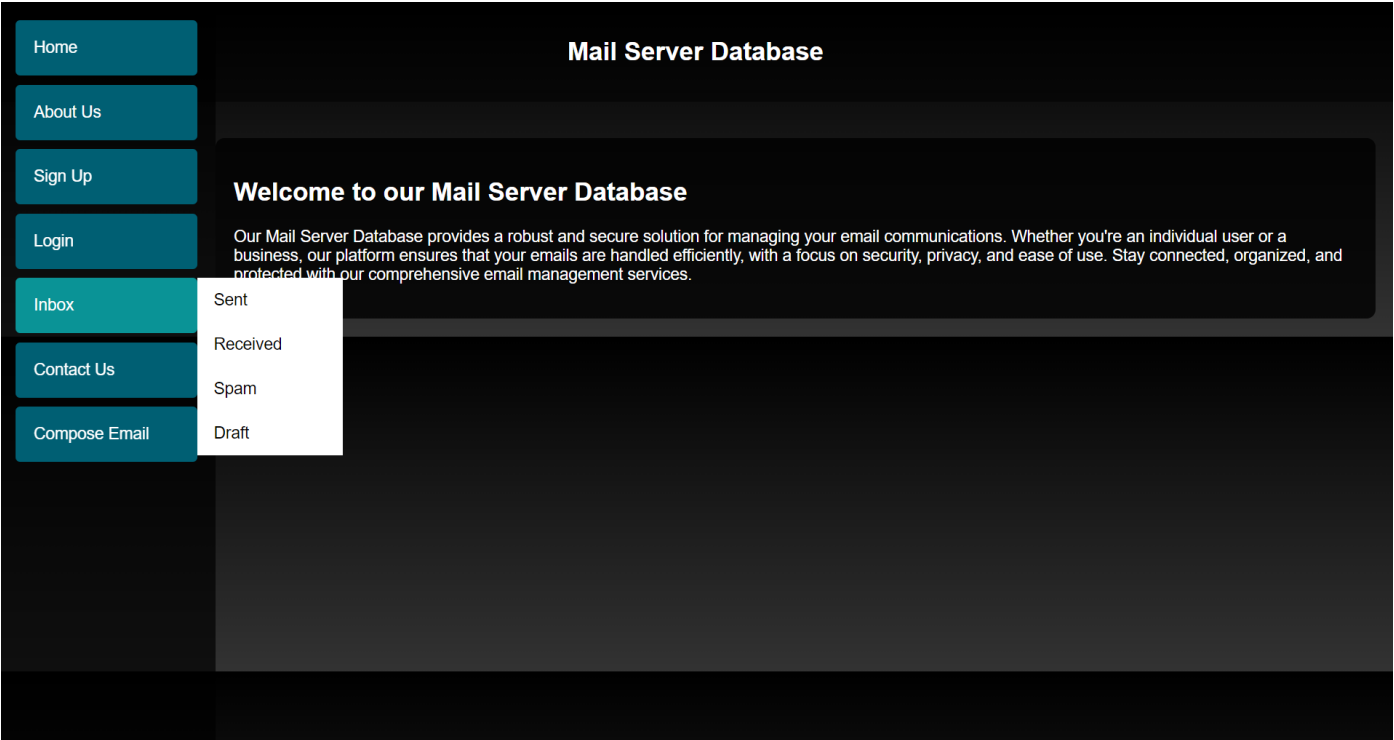 Mail Server Database
Home
About Us
Sign Up
Login
Inbox
Contact Us
Compose Email
Sent
Received
Spam
Draft
Welcome to our Mail Server Database
Our Mail Server Database provides a robust and secure solution for managing your email communications. Whether you're an individual user or a
business, our platform ensures that your emails are handled efficiently, with a focus on security, privacy, and ease of use. Stay connected, organized, and
protected with our comprehensive email management services.